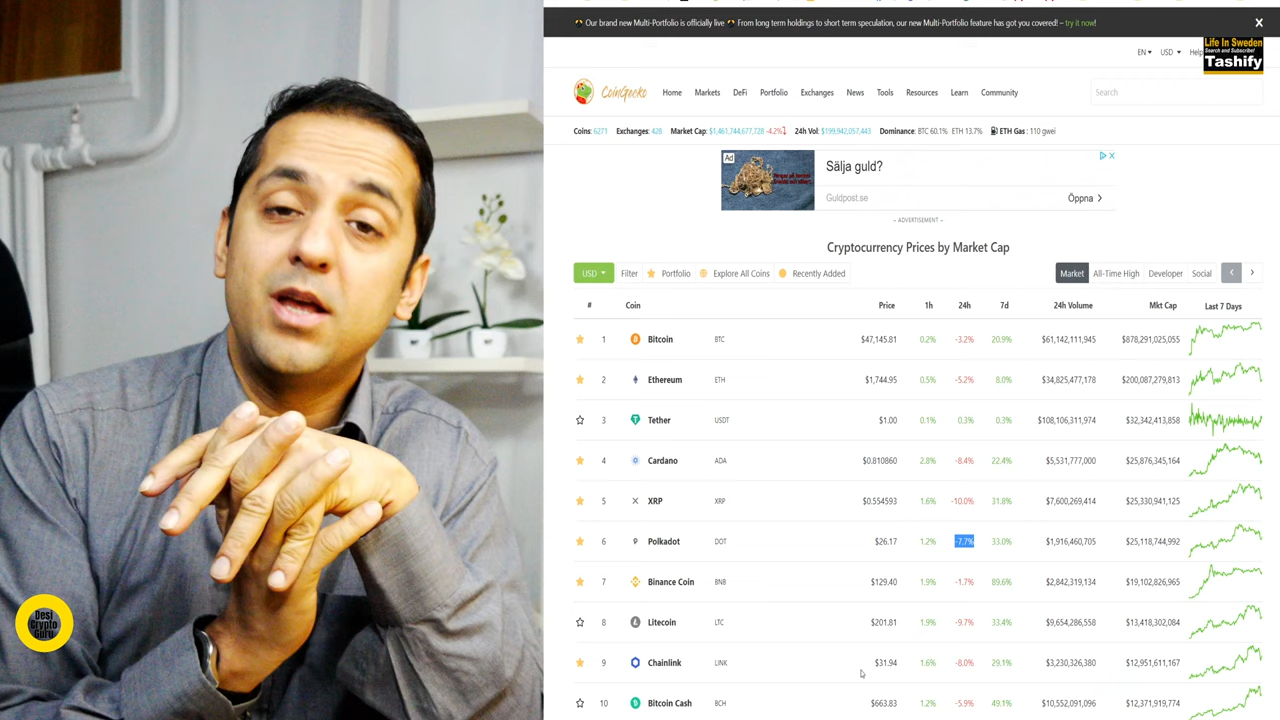 Our brand new Multi-Portfolio is officially live From long term holdings to short term speculation, our new Multi-Portfolio feature has got you covered! – try it now!
Life In Sweden
Search and Subscribe!
Tashify
EN USD Help
CoinGecko Home Markets DeFi Portfolio Exchanges News Tools Resources Learn Community Search
Coins: 6271 Exchanges: 428 Market Cap: $1,461,744,677,728 -4.2% 24h Vol: $199,942,057,443 Dominance: BTC 60.1% ETH 13.7% ETH Gas: 110 gwei
Ad
Sälja guld?
Guldpost.se Öppna
– ADVERTISEMENT –
Cryptocurrency Prices by Market Cap
USD Filter Portfolio Explore All Coins Recently Added Market All-Time High Developer Social
# Coin Price 1h 24h 7d 24h Volume Mkt Cap Last 7 Days
1 Bitcoin BTC $47,145.81 0.2% -3.2% 20.9% $61,142,111,945 $878,291,025,055
2 Ethereum ETH $1,744.95 0.5% -5.2% 8.0% $34,825,477,178 $200,087,279,813
3 Tether USDT $1.00 0.1% 0.3% 0.3% $108,106,311,974 $32,342,413,858
4 Cardano ADA $0.810860 2.8% -8.4% 22.4% $5,531,777,000 $25,876,345,164
5 XRP XRP $0.554593 1.6% -10.0% 31.8% $7,600,269,414 $25,330,941,125
6 Polkadot DOT $26.17 1.2% -7.7% 33.0% $1,916,460,705 $25,118,744,992
7 Binance Coin BNB $129.40 1.9% -1.7% 89.6% $2,842,319,134 $19,102,826,965
8 Litecoin LTC $201.81 1.9% -9.7% 33.4% $9,654,286,558 $13,418,302,084
9 Chainlink LINK $31.94 1.6% -8.0% 29.1% $3,230,326,380 $12,951,611,167
10 Bitcoin Cash BCH $663.83 1.2% -5.9% 49.1% $10,552,091,096 $12,371,919,774
Desi
Crypto
Guru